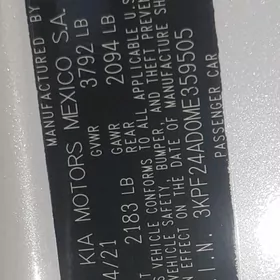 MANUFACTURED BY
KIA MOTORS MEXICO S.A.
4/21 GVWR 3792 LB
2183 LB GAWR 2094 LB
REAR
VEHICLE CONFORMS TO ALL APPLICABLE U.S
VEHICLE SAFETY, BUMPER, AND THEFT PREVEN
EFFECT ON THE DATE OF MANUFACTURE SH
I.N. 3KPF24AD0ME359505
PASSENGER CAR